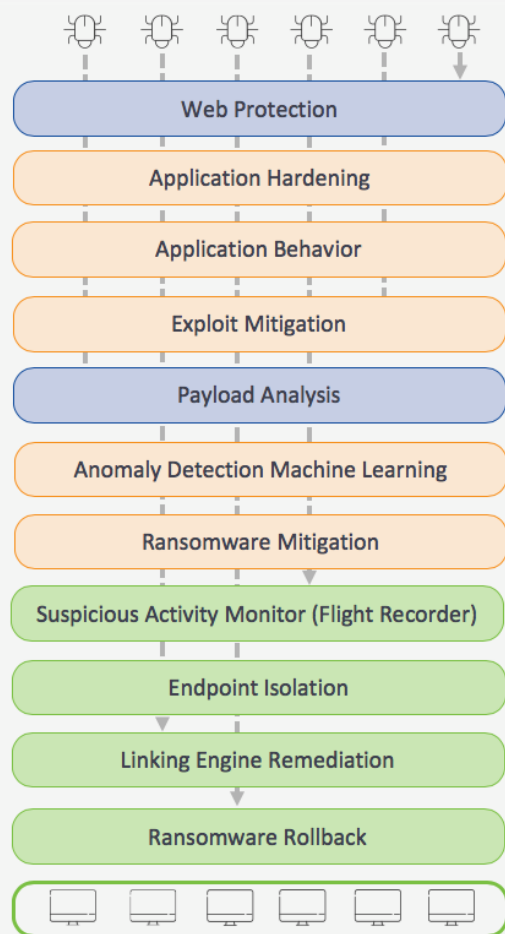 Web Protection
Application Hardening
Application Behavior
Exploit Mitigation
Payload Analysis
Anomaly Detection Machine Learning
Ransomware Mitigation
Suspicious Activity Monitor (Flight Recorder)
Endpoint Isolation
Linking Engine Remediation
Ransomware Rollback